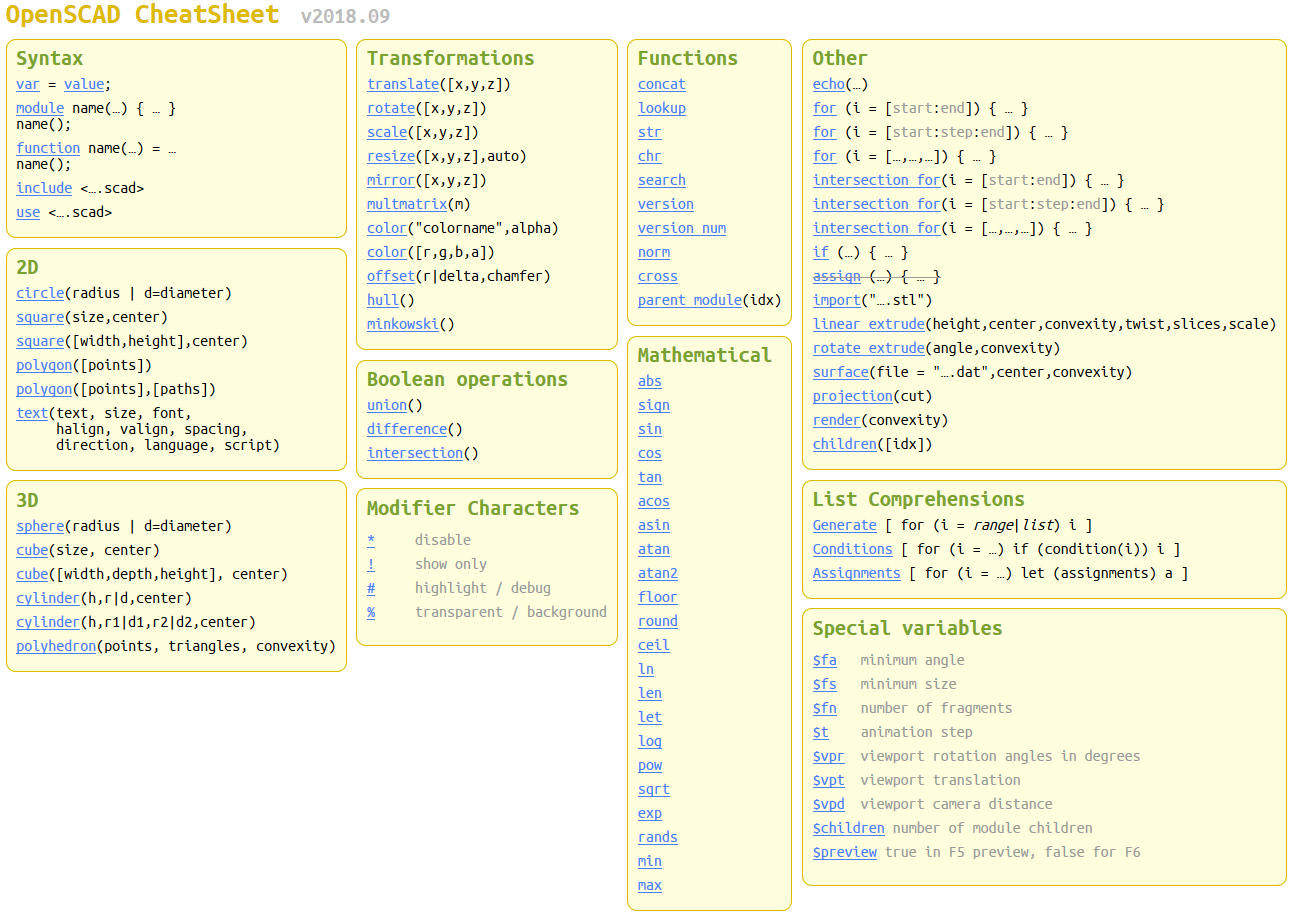 OpenSCAD CheatSheet v2018.09
Syntax
var = value;
module name(…) { … }
name();
function name(…) = …
name();
include <….scad>
use <….scad>
2D
circle(radius | d=diameter)
square(size,center)
square([width,height],center)
polygon([points])
polygon([points],[paths])
text(text, size, font,
halign, valign, spacing,
direction, language, script)
3D
sphere(radius | d=diameter)
cube(size, center)
cube([width,depth,height], center)
cylinder(h,r|d,center)
cylinder(h,r1|d1,r2|d2,center)
polyhedron(points, triangles, convexity)
Transformations
translate([x,y,z])
rotate([x,y,z])
scale([x,y,z])
resize([x,y,z],auto)
mirror([x,y,z])
multmatrix(m)
color("colorname",alpha)
color([r,g,b,a])
offset(r|delta,chamfer)
hull()
minkowski()
Boolean operations
union()
difference()
intersection()
Modifier Characters
* disable
! show only
# highlight / debug
% transparent / background
Functions
concat
lookup
str
chr
search
version
version_num
norm
cross
parent_module(idx)
Mathematical
abs
sign
sin
cos
tan
acos
asin
atan
atan2
floor
round
ceil
ln
len
let
log
pow
sqrt
exp
rands
min
max
Other
echo(…)
for (i = [start:end]) { … }
for (i = [start:step:end]) { … }
for (i = […,…,…]) { … }
intersection_for(i = [start:end]) { … }
intersection_for(i = [start:step:end]) { … }
intersection_for(i = […,…,…]) { … }
if (…) { … }
assign (…) { … }
import("….stl")
linear_extrude(height,center,convexity,twist,slices,scale)
rotate_extrude(angle,convexity)
surface(file = "….dat",center,convexity)
projection(cut)
render(convexity)
children([idx])
List Comprehensions
Generate [ for (i = range|list) i ]
Conditions [ for (i = …) if (condition(i)) i ]
Assignments [ for (i = …) let (assignments) a ]
Special variables
$fa minimum angle
$fs minimum size
$fn number of fragments
$t animation step
$vpr viewport rotation angles in degrees
$vpt viewport translation
$vpd viewport camera distance
$children number of module children
$preview true in F5 preview, false for F6